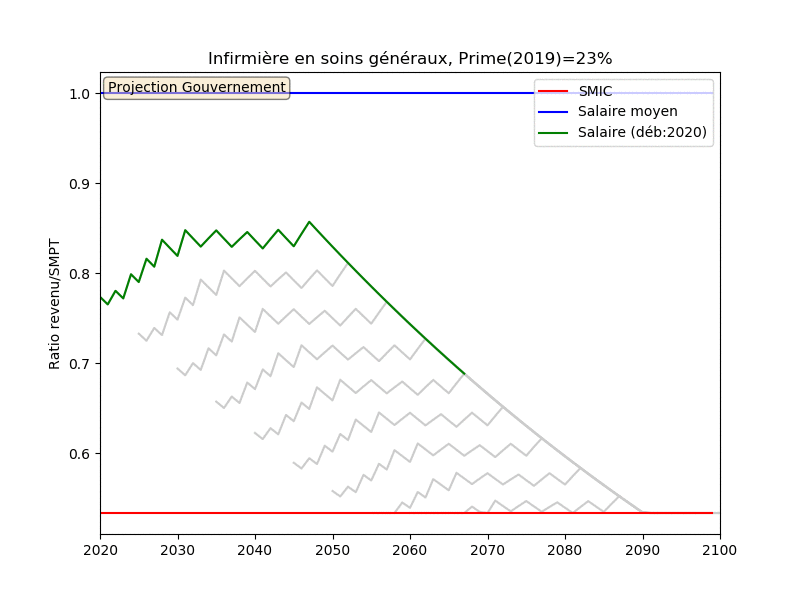 Infirmière en soins généraux, Prime(2019)=23%
Projection Gouvernement
SMIC
Salaire moyen
Salaire (déb:2020)
Ratio revenu/SMPT
1.0
0.9
0.8
0.7
0.6
2020 2030 2040 2050 2060 2070 2080 2090 2100